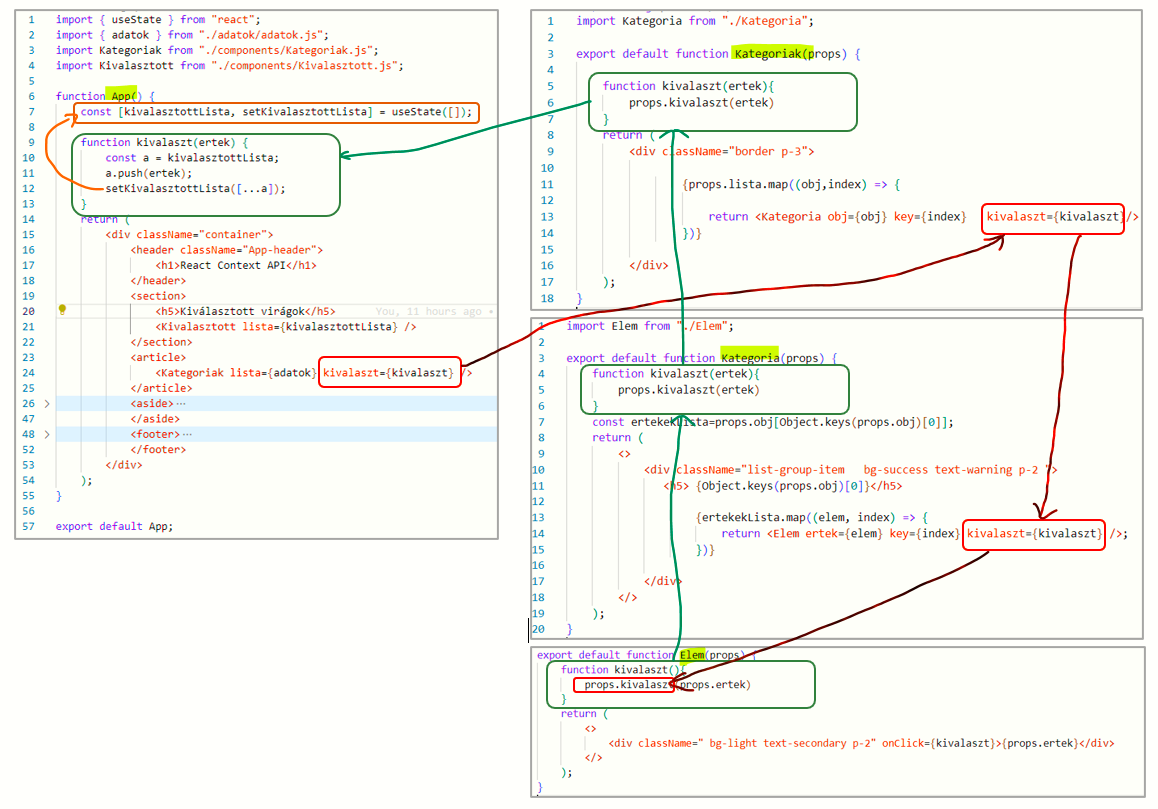 1 import { useState } from "react";
2 import { adatok } from "./adatok/adatok.js";
3 import Kategoriak from "./components/Kategoriak.js";
4 import Kivalasztott from "./components/Kivalasztott.js";
5
6 function App() {
7 const [kivalasztottLista, setKivalasztottLista] = useState([]);
8
9 function kivalaszt(ertek) {
10 const a = kivalasztottLista;
11 a.push(ertek);
12 setKivalasztottLista([...a]);
13 }
14 return (
15 <div className="container">
16 <header className="App-header">
17 <h1>React Context API</h1>
18 </header>
19 <section>
20 <h5>Kiválasztott virágok</h5> You, 11 hours ago •
21 <Kivalasztott lista={kivalasztottLista} />
22 </section>
23 <article>
24 <Kategoriak lista={adatok} kivalaszt={kivalaszt} />
25 </article>
26 > <aside>···
47 </aside>
48 > <footer>···
52 </footer>
53 </div>
54 );
55 }
56
57 export default App;
1 import Kategoria from "./Kategoria";
2
3 export default function Kategoriak(props) {
4
5 function kivalaszt(ertek){
6 props.kivalaszt(ertek)
7 }
8 return (
9 <div className="border p-3">
10
11 {props.lista.map((obj,index) => {
12
13 return <Kategoria obj={obj} key={index} kivalaszt={kivalaszt}/>
14 })}
15
16 </div>
17 );
18 }
1 import Elem from "./Elem";
2
3 export default function Kategoria(props) {
4 function kivalaszt(ertek){
5 props.kivalaszt(ertek)
6 }
7 const ertekekLista=props.obj[Object.keys(props.obj)[0]];
8 return (
9 <>
10 <div className="list-group-item bg-success text-warning p-2 ">
11 <h5> {Object.keys(props.obj)[0]}</h5>
12
13 {ertekekLista.map((elem, index) => {
14 return <Elem ertek={elem} key={index} kivalaszt={kivalaszt} />;
15 })}
16
17 </div>
18 </>
19 );
20 }
export default function Elem(props) {
function kivalaszt(){
props.kivalaszt(props.ertek)
}
return (
<>
<div className=" bg-light text-secondary p-2" onClick={kivalaszt}>{props.ertek}</div>
</>
);
}